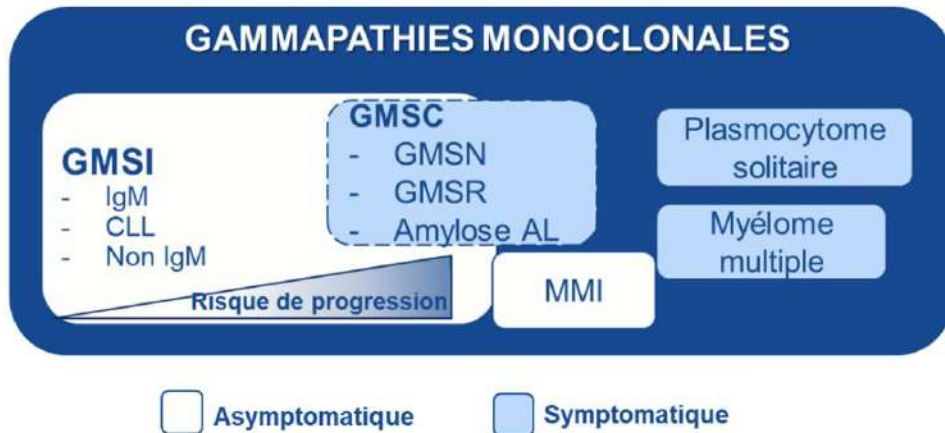 GAMMAPATHIES MONOCLONALES
GMSI
- IgM
- CLL
- Non IgM
GMSC
- GMSN
- GMSR
- Amylose AL
Risque de progression
MMI
Plasmocytome
solitaire
Myélome
multiple
Asymptomatique
Symptomatique